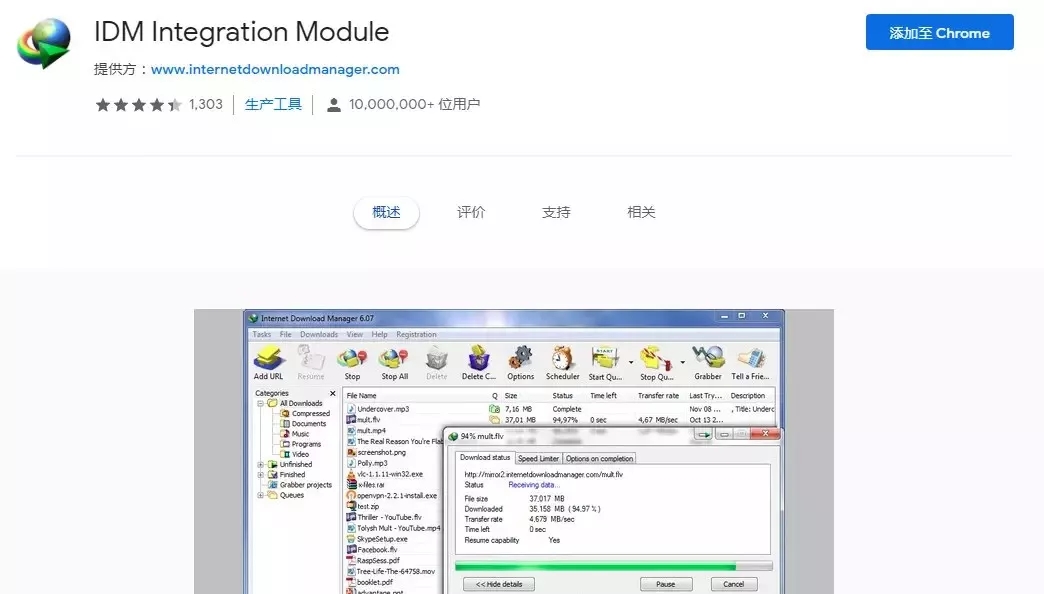 IDM Integration Module
添加至 Chrome
提供方：www.internetdownloadmanager.com
1,303 生产工具 10,000,000+ 位用户
概述 评价 支持 相关
Internet Download Manager 6.07
Tasks File Downloads View Help Registration
Add URL Resume Stop Stop All Delete Delete C... Options Scheduler Start Qu... Stop Qu... Grabber Tell a Frie...
Categories
All Downloads
Compressed
Documents
Music
Programs
Video
Unfinished
Finished
Grabber projects
Queues
File Name Q Size Status Time left Transfer rate Last Try... Description
Undercover.mp3 7,16 MB Complete Nov 08 ... , Title: Underc
mult.flv 37,01 MB 94,97% 0 sec 4,67 MB/sec Oct 13 2...
mult.mp4
The Real Reason You're Fla
screenshot.png
Polly.mp3
vlc-1.1.11-win32.exe
x-files.rar
openvpn-2.2.1-install.exe
test.zip
Thriller - YouTube.flv
Tolysh Mult - YouTube.mp4
SkypeSetup.exe
Facebook.flv
RaspSess.pdf
Tree-Life-The-64758.mov
booklet.pdf
advantage.ppt
94% mult.flv
Download status Speed Limiter Options on completion
http://mirror2.internetdownloadmanager.com/mult.flv
Status Receiving data...
File size 37,017 MB
Downloaded 35,158 MB ( 94.97 % )
Transfer rate 4,679 MB/sec
Time left 0 sec
Resume capability Yes
<< Hide details Pause Cancel